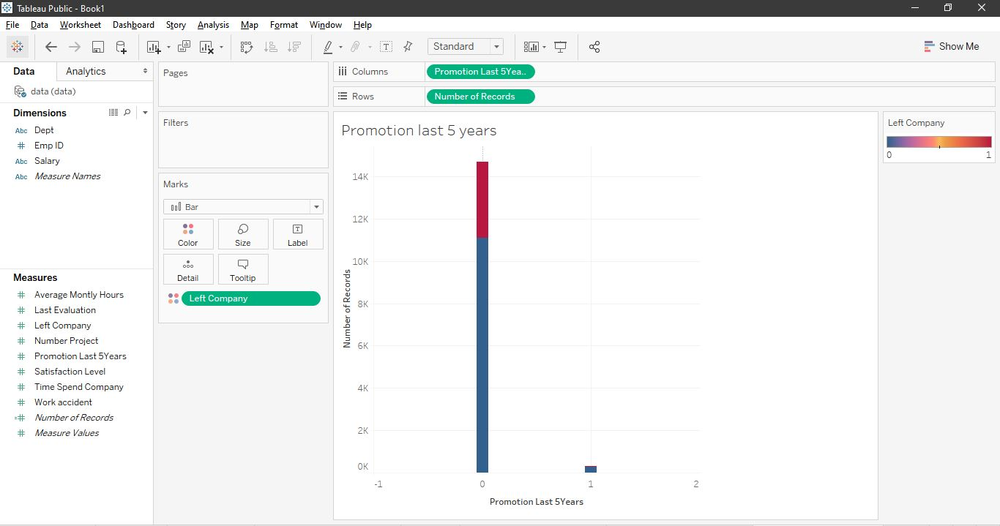 Tableau Public - Book1
File Data Worksheet Dashboard Story Analysis Map Format Window Help
Standard
Show Me
Data Analytics
data (data)
Dimensions
Abc Dept
# Emp ID
Abc Salary
Abc Measure Names
Measures
# Average Montly Hours
# Last Evaluation
# Left Company
# Number Project
# Promotion Last 5Years
# Satisfaction Level
# Time Spend Company
# Work accident
=# Number of Records
# Measure Values
Pages
Filters
Marks
Bar
Color Size Label
Detail Tooltip
Left Company
Columns Promotion Last 5Yea..
Rows Number of Records
Promotion last 5 years
14K
12K
10K
8K
6K
4K
2K
0K
Number of Records
-1 0 1 2
Promotion Last 5Years
Left Company
0 1